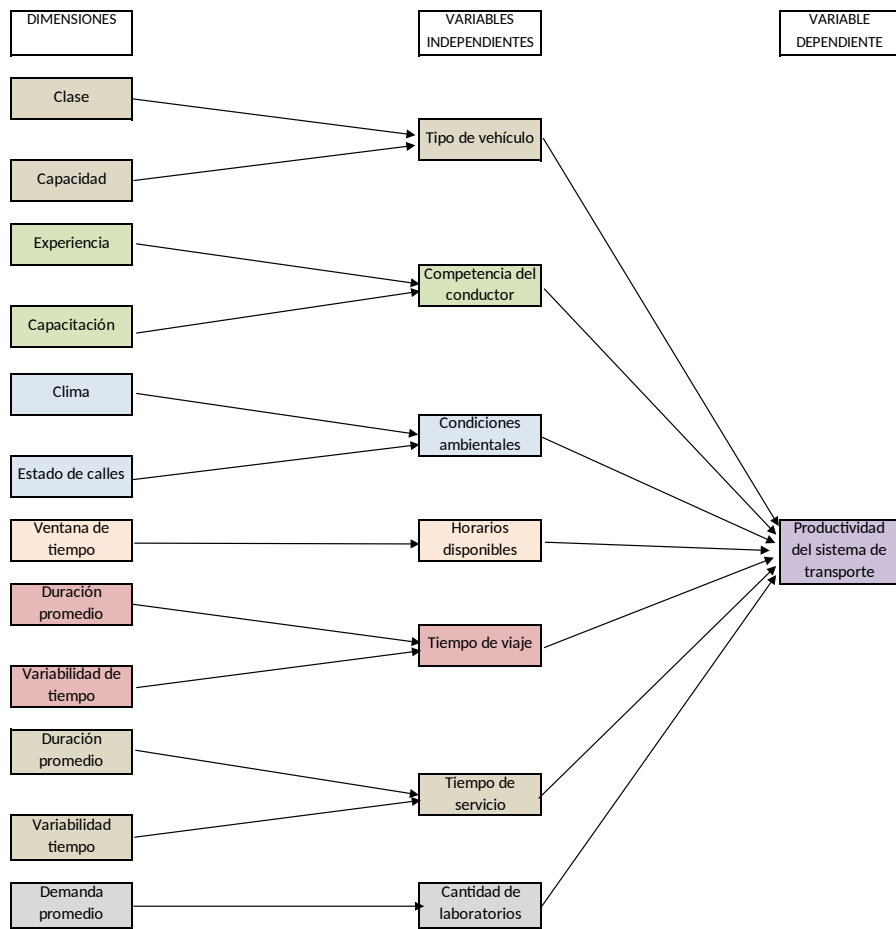 DIMENSIONES
VARIABLES
INDEPENDIENTES
VARIABLE
DEPENDIENTE
Clase
Capacidad
Tipo de vehículo
Experiencia
Capacitación
Competencia del
conductor
Clima
Estado de calles
Condiciones
ambientales
Ventana de
tiempo
Horarios
disponibles
Productividad
del sistema de
transporte
Duración
promedio
Variabilidad de
tiempo
Tiempo de viaje
Duración
promedio
Variabilidad
tiempo
Tiempo de
servicio
Demanda
promedio
Cantidad de
laboratorios